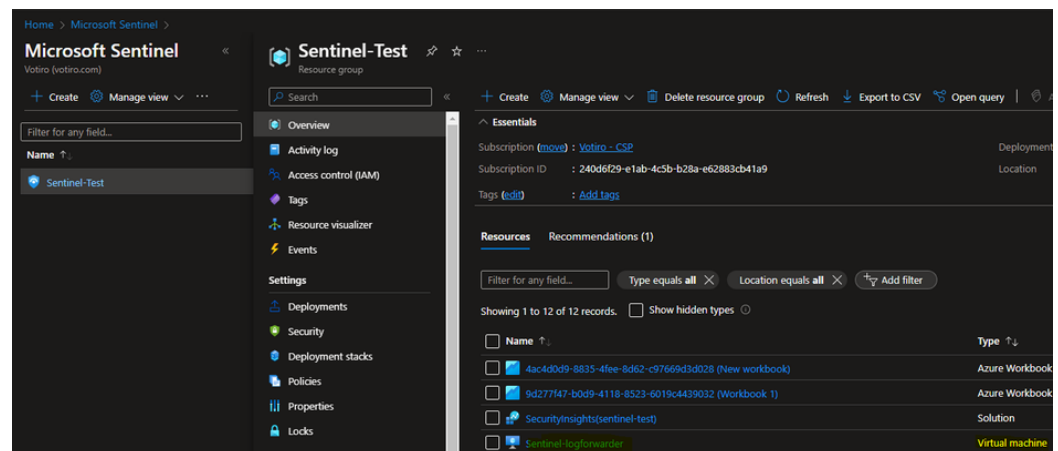 Home > Microsoft Sentinel >
Microsoft Sentinel «
Votiro (votiro.com)
+ Create Manage view ...
Filter for any field...
Name ↑↓
Sentinel-Test
Sentinel-Test ...
Resource group
Search «
Overview
Activity log
Access control (IAM)
Tags
Resource visualizer
Events
Settings
Deployments
Security
Deployment stacks
Policies
Properties
Locks
+ Create Manage view Delete resource group Refresh Export to CSV Open query
Essentials
Subscription (move) : Votiro - CSP Deployment
Subscription ID : 240d6f29-e1ab-4c5b-b28a-e62883cb41a9 Location
Tags (edit) : Add tags
Resources Recommendations (1)
Filter for any field... Type equals all Location equals all Add filter
Showing 1 to 12 of 12 records. Show hidden types
Name ↑↓ Type ↑↓
4ac4d0d9-8835-4fee-8d62-c97669d3d028 (New workbook) Azure Workbook
9d277f47-b0d9-4118-8523-6019c4439032 (Workbook 1) Azure Workbook
SecurityInsights(sentinel-test) Solution
Sentinel-logforwarder Virtual machine